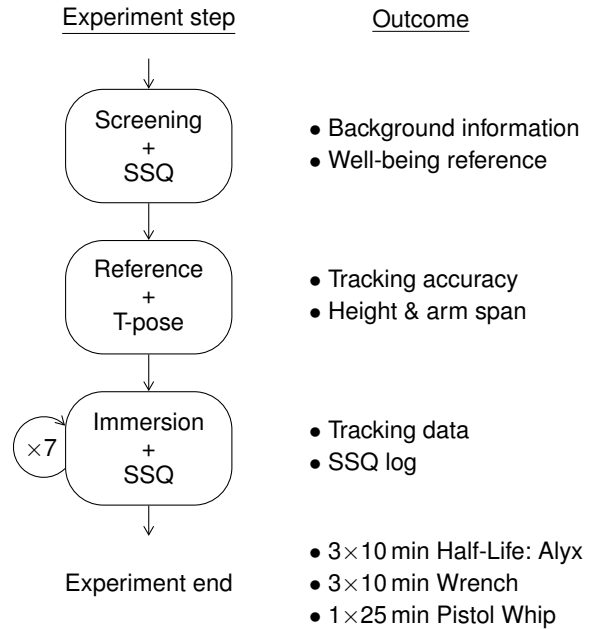 Experiment step
Outcome
Screening
+
SSQ
• Background information
• Well-being reference
Reference
+
T-pose
• Tracking accuracy
• Height & arm span
×7
Immersion
+
SSQ
• Tracking data
• SSQ log
Experiment end
• 3×10 min Half-Life: Alyx
• 3×10 min Wrench
• 1×25 min Pistol Whip